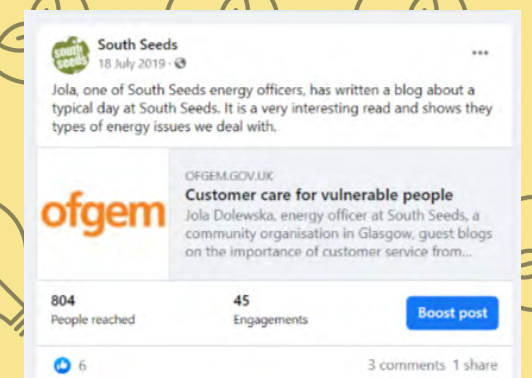 south seeds
South Seeds
18 July 2019 ·
Jola, one of South Seeds energy officers, has written a blog about a
typical day at South Seeds. It is a very interesting read and shows they
types of energy issues we deal with.
ofgem
OFGEM.GOV.UK
Customer care for vulnerable people
Jola Dolewska, energy officer at South Seeds, a
community organisation in Glasgow, guest blogs
on the importance of customer service from...
804
People reached
45
Engagements
Boost post
6
3 comments 1 share